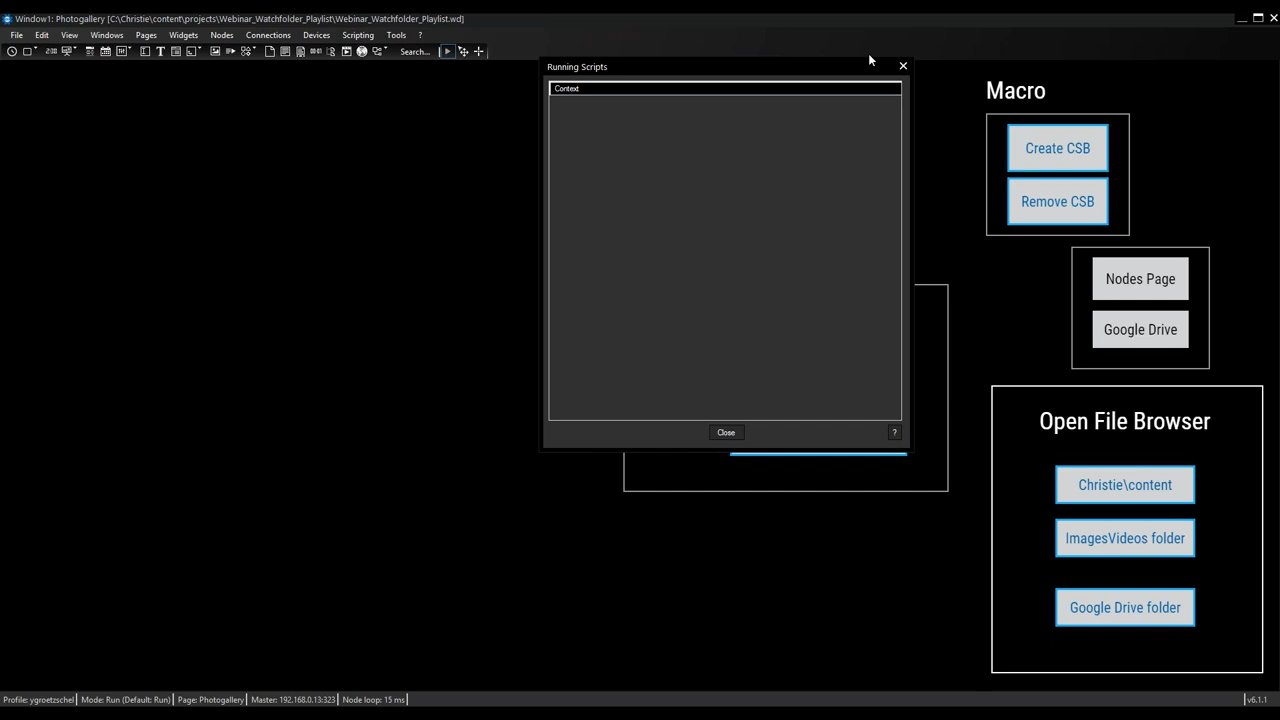 Window1: Photogallery [C:\Christie\content\projects\Webinar_Watchfolder_Playlist\Webinar_Watchfolder_Playlist.wd]
File Edit View Windows Pages Widgets Nodes Connections Devices Scripting Tools ?
Search...
Running Scripts
Context
Close
?
Macro
Create CSB
Remove CSB
Nodes Page
Google Drive
Open File Browser
Christie\content
ImagesVideos folder
Google Drive folder
Profile: ygroetzschel Mode: Run (Default: Run) Page: Photogallery Master: 192.168.0.13:323 Node loop: 15 ms v6.1.1